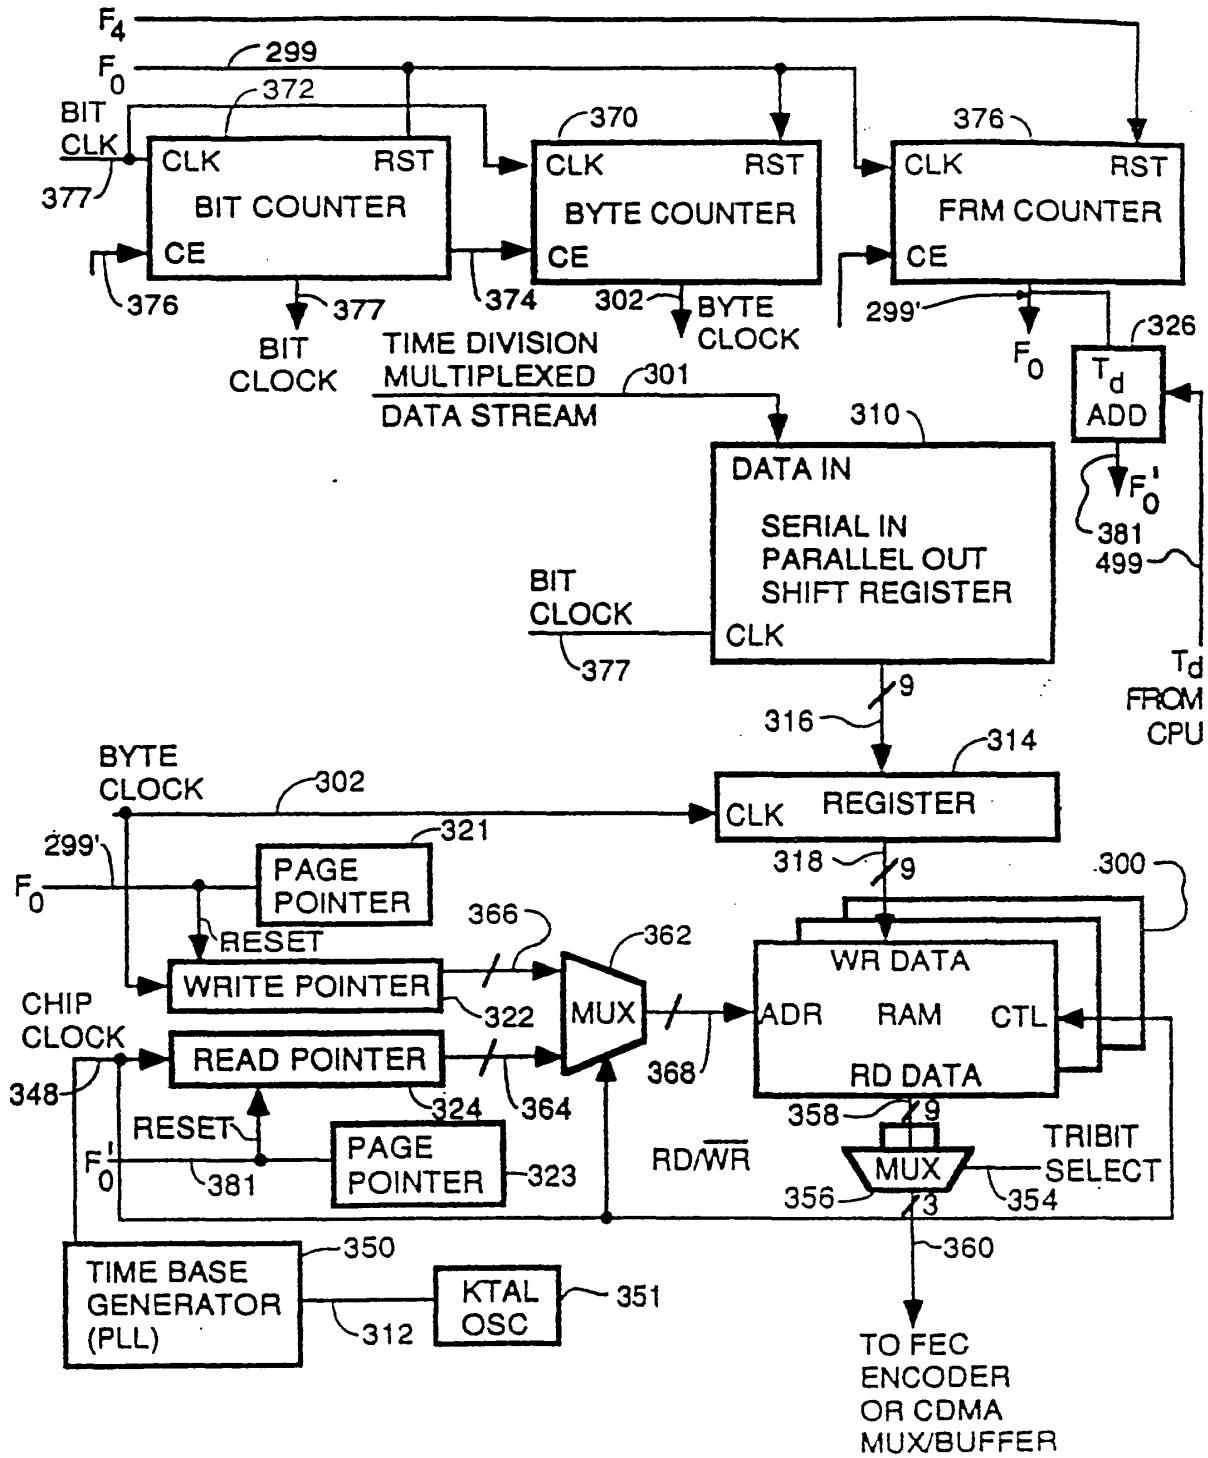 F4
F0
299
372
370
376
BIT
CLK
377
CLK RST
BIT COUNTER
CE
CLK RST
BYTE COUNTER
CE
CLK RST
FRM COUNTER
CE
376
377
374
302
BYTE
CLOCK
299'
F0
326
BIT
CLOCK
TIME DIVISION
MULTIPLEXED
DATA STREAM
301
310
Td
ADD
F0'
381
499
Td
FROM
CPU
DATA IN
SERIAL IN
PARALLEL OUT
SHIFT REGISTER
CLK
BIT
CLOCK
377
9
316
314
BYTE
CLOCK
302
CLK REGISTER
299'
321
F0
PAGE
POINTER
318
9
300
RESET
366
362
WRITE POINTER
322
CHIP
CLOCK
MUX
WR DATA
ADR RAM CTL
RD DATA
READ POINTER
348
324
364
368
358
9
RESET
F0'
381
PAGE
POINTER
323
RD/W̅R̅
MUX
TRIBIT
SELECT
356
3
354
360
350
TIME BASE
GENERATOR
(PLL)
312
KTAL
OSC
351
TO FEC
ENCODER
OR CDMA
MUX/BUFFER